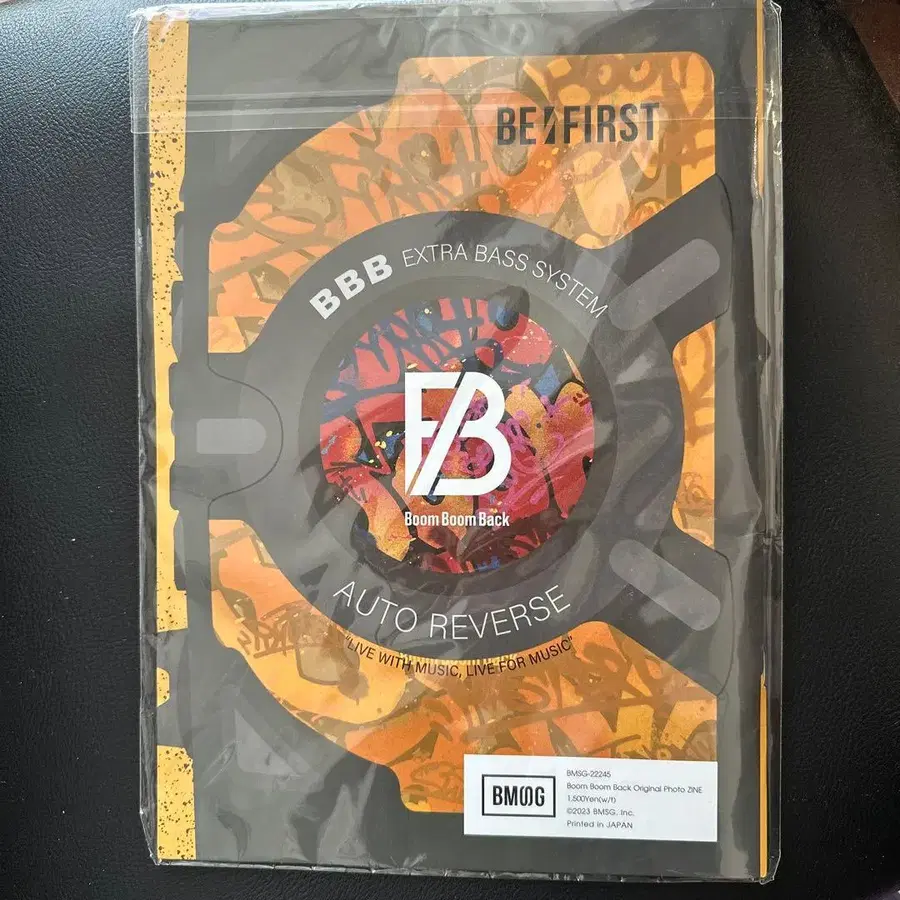 BE:FIRST
BBB EXTRA BASS SYSTEM
FB
Boom Boom Back
AUTO REVERSE
"LIVE WITH MUSIC, LIVE FOR MUSIC"
BMSG
BMSG-22245
Boom Boom Back Original Photo ZINE
1,500Yen(w/t)
©2023 BMSG, Inc.
Printed in JAPAN